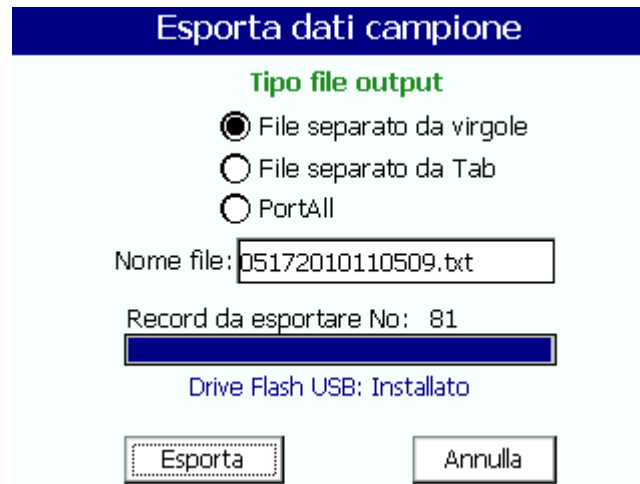 Esporta dati campione
Tipo file output
File separato da virgole
File separato da Tab
PortAll
Nome file: 05172010110509.txt
Record da esportare No: 81
Drive Flash USB: Installato
Esporta Annulla